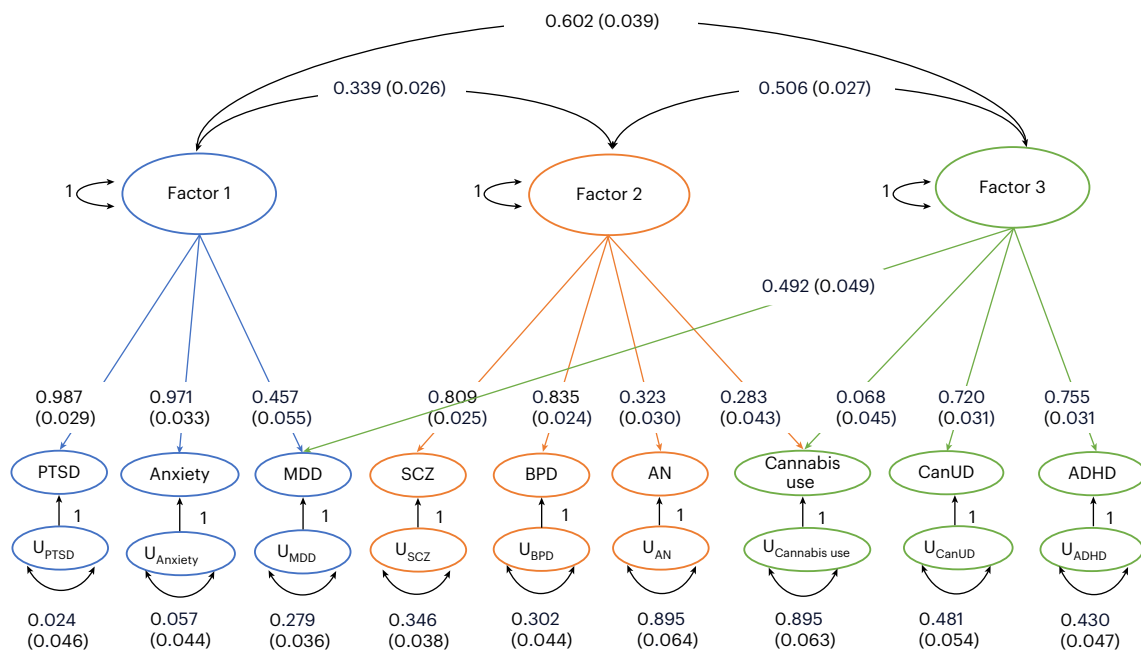 0.602 (0.039)
0.339 (0.026)
0.506 (0.027)
1
Factor 1
1
Factor 2
1
Factor 3
0.492 (0.049)
0.987
(0.029)
0.971
(0.033)
0.457
(0.055)
0.809
(0.025)
0.835
(0.024)
0.323
(0.030)
0.283
(0.043)
0.068
(0.045)
0.720
(0.031)
0.755
(0.031
PTSD
Anxiety
MDD
SCZ
BPD
AN
Cannabis
use
CanUD
ADHD
1
1
1
1
1
1
1
1
1
UPTSD
UAnxiety
UMDD
USCZ
UBPD
UAN
UCannabis use
UCanUD
UADHD
0.024
(0.046)
0.057
(0.044)
0.279
(0.036)
0.346
(0.038)
0.302
(0.044)
0.895
(0.064)
0.895
(0.063)
0.481
(0.054)
0.430
(0.047)